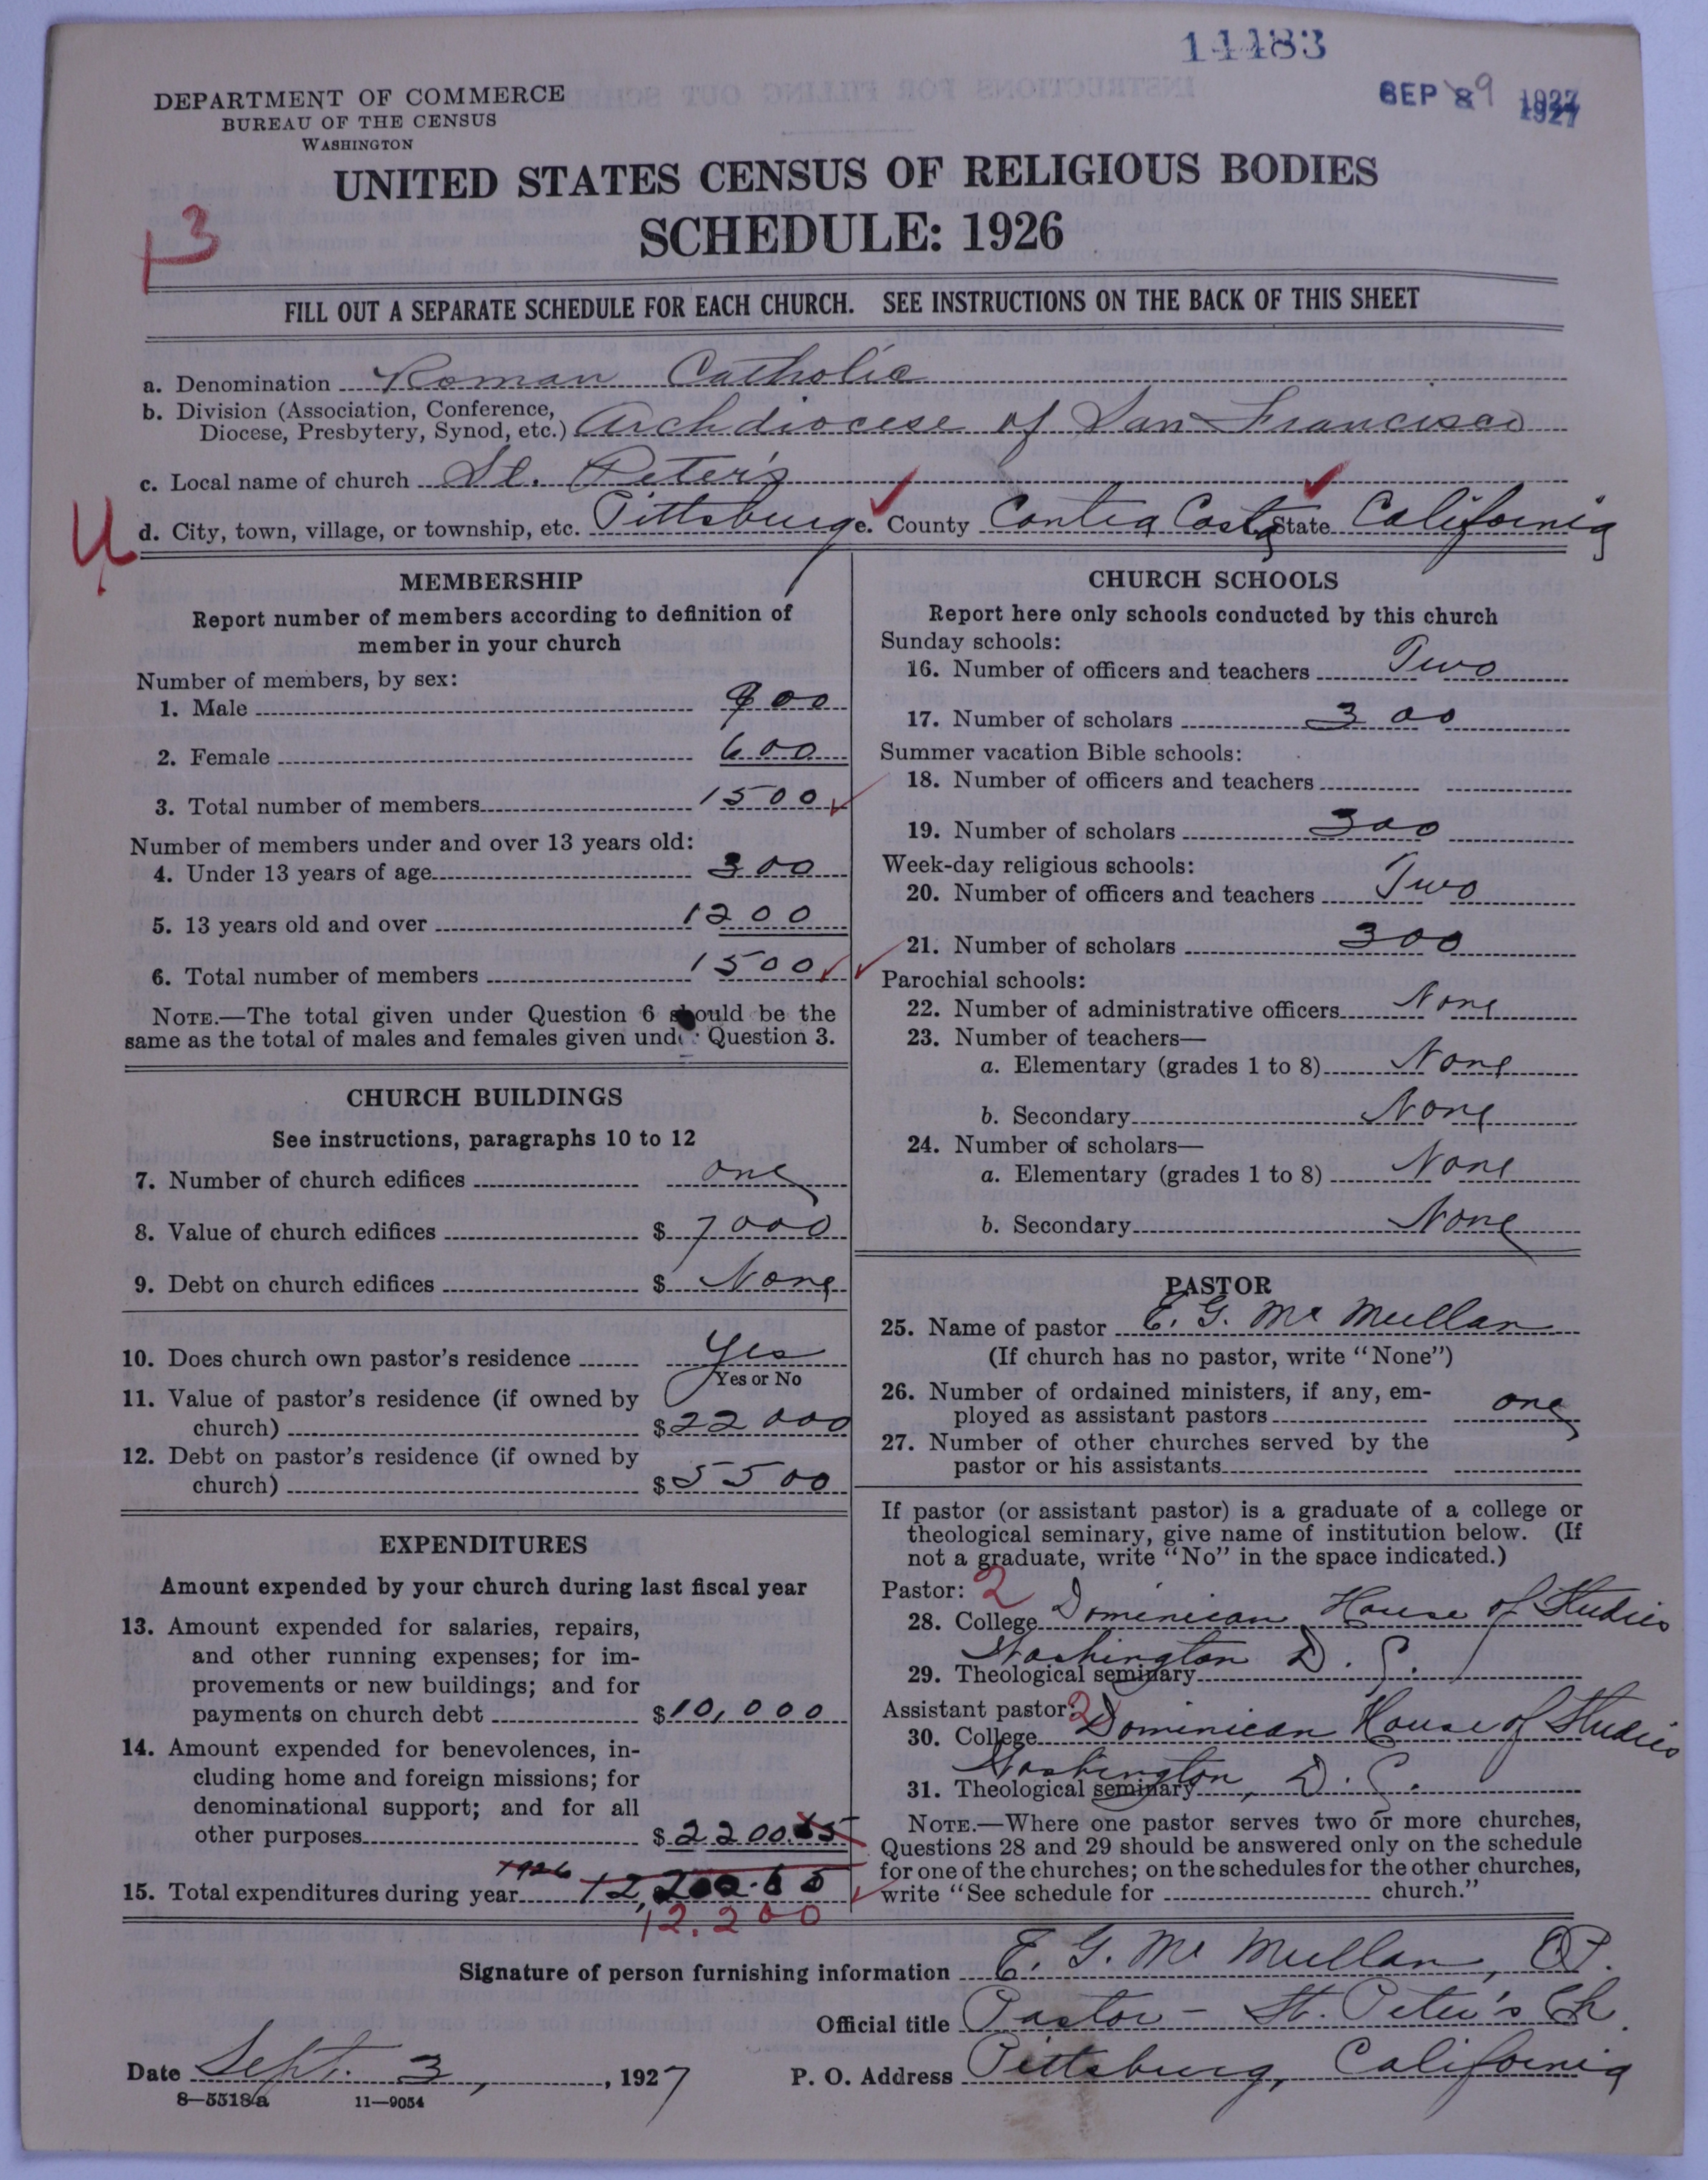 14483
SEP 8 9 1927
DEPARTMENT OF COMMERCE
BUREAU OF THE CENSUS
WASHINGTON
UNITED STATES CENSUS OF RELIGIOUS BODIES
SCHEDULE: 1926
13
FILL OUT A SEPARATE SCHEDULE FOR EACH CHURCH. SEE INSTRUCTIONS ON THE BACK OF THIS SHEET
a. Denomination Roman Catholic
b. Division (Association, Conference, Diocese, Presbytery, Synod, etc.) Archdiocese of San Francisco
c. Local name of church St. Peter's
U
d. City, town, village, or township, etc. Pittsburg e. County Contra Costa State California
MEMBERSHIP
Report number of members according to definition of
member in your church
Number of members, by sex:
1. Male 900
2. Female 600
3. Total number of members 1500
Number of members under and over 13 years old:
4. Under 13 years of age 300
5. 13 years old and over 1200
6. Total number of members 1500
NOTE.—The total given under Question 6 should be the
same as the total of males and females given under Question 3.
CHURCH BUILDINGS
See instructions, paragraphs 10 to 12
7. Number of church edifices one
8. Value of church edifices $ 7000
9. Debt on church edifices $ None
10. Does church own pastor's residence Yes
Yes or No
11. Value of pastor's residence (if owned by
church) $ 22000
12. Debt on pastor's residence (if owned by
church) $ 5500
EXPENDITURES
Amount expended by your church during last fiscal year
13. Amount expended for salaries, repairs,
and other running expenses; for im-
provements or new buildings; and for
payments on church debt $10,000
14. Amount expended for benevolences, in-
cluding home and foreign missions; for
denominational support; and for all
other purposes $ 2200.
1926
15. Total expenditures during year 12,200.65
12.200
CHURCH SCHOOLS
Report here only schools conducted by this church
Sunday schools:
16. Number of officers and teachers Two
17. Number of scholars 300
Summer vacation Bible schools:
18. Number of officers and teachers
19. Number of scholars 300
Week-day religious schools:
20. Number of officers and teachers Two
21. Number of scholars 300
Parochial schools:
22. Number of administrative officers None
23. Number of teachers—
a. Elementary (grades 1 to 8) None
b. Secondary None
24. Number of scholars—
a. Elementary (grades 1 to 8) None
b. Secondary None
PASTOR
25. Name of pastor E. G. McMullan
(If church has no pastor, write "None")
26. Number of ordained ministers, if any, em-
ployed as assistant pastors one
27. Number of other churches served by the
pastor or his assistants
If pastor (or assistant pastor) is a graduate of a college or
theological seminary, give name of institution below. (If
not a graduate, write "No" in the space indicated.)
Pastor: 2
28. College Dominican House of Studies
29. Theological seminary Washington D. C.
Assistant pastor: 2
30. College Dominican House of Studies
31. Theological seminary Washington, D. C.
NOTE.—Where one pastor serves two or more churches,
Questions 28 and 29 should be answered only on the schedule
for one of the churches; on the schedules for the other churches,
write "See schedule for church."
Signature of person furnishing information E. G. McMullan, O.P.
Official title Pastor - St. Peter's Ch.
Date Sept. 3, 1927 P. O. Address Pittsburg, California
8—5518a 11—9054